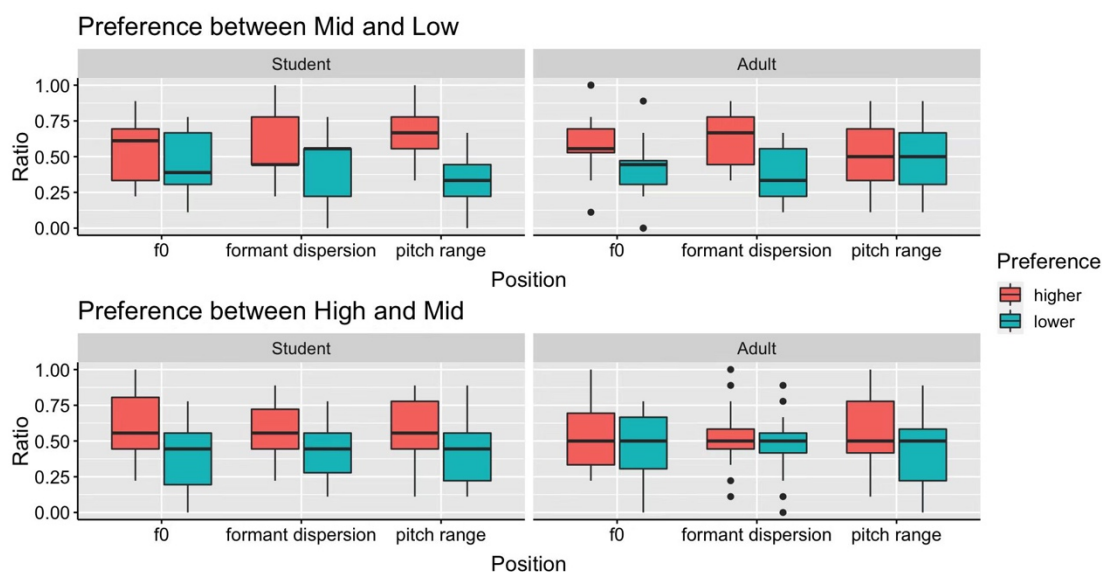 Preference between Mid and Low
Student
Adult
1.00
0.75
0.50
0.25
0.00
Ratio
f0
formant dispersion
pitch range
f0
formant dispersion
pitch range
Position
Preference between High and Mid
Student
Adult
1.00
0.75
0.50
0.25
0.00
Ratio
f0
formant dispersion
pitch range
f0
formant dispersion
pitch range
Position
Preference
higher
lower